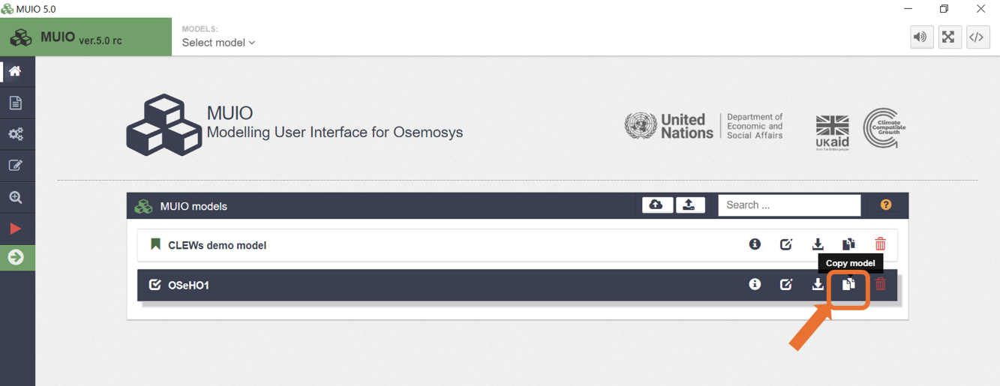 MUIO 5.0
MUIO ver.5.0 rc
MODELS:
Select model
MUIO
Modelling User Interface for Osemosys
United Nations
Department of Economic and Social Affairs
UKaid
from the British people
Climate Compatible Growth
MUIO models
Search ...
?
CLEWs demo model
Copy model
OSeHO1